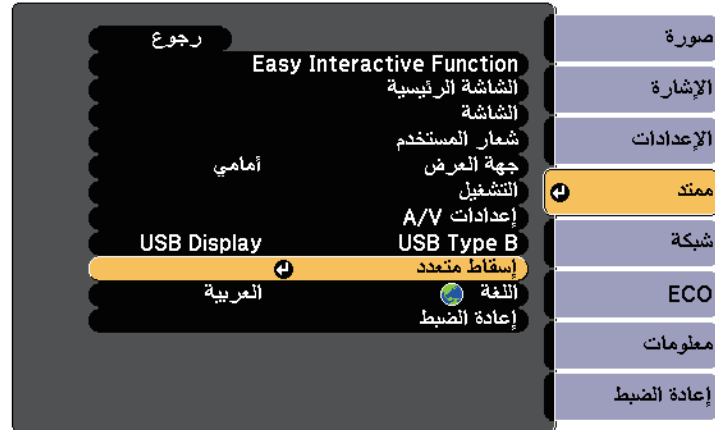 صورة
الإشارة
الإعدادات
ممتد
شبكة
ECO
معلومات
إعادة الضبط
رجوع
Easy Interactive Function
الشاشة الرئيسية
الشاشة
شعار المستخدم
جهة العرض أمامي
التشغيل
إعدادات A/V
USB Type B USB Display
إسقاط متعدد
اللغة العربية
إعادة الضبط